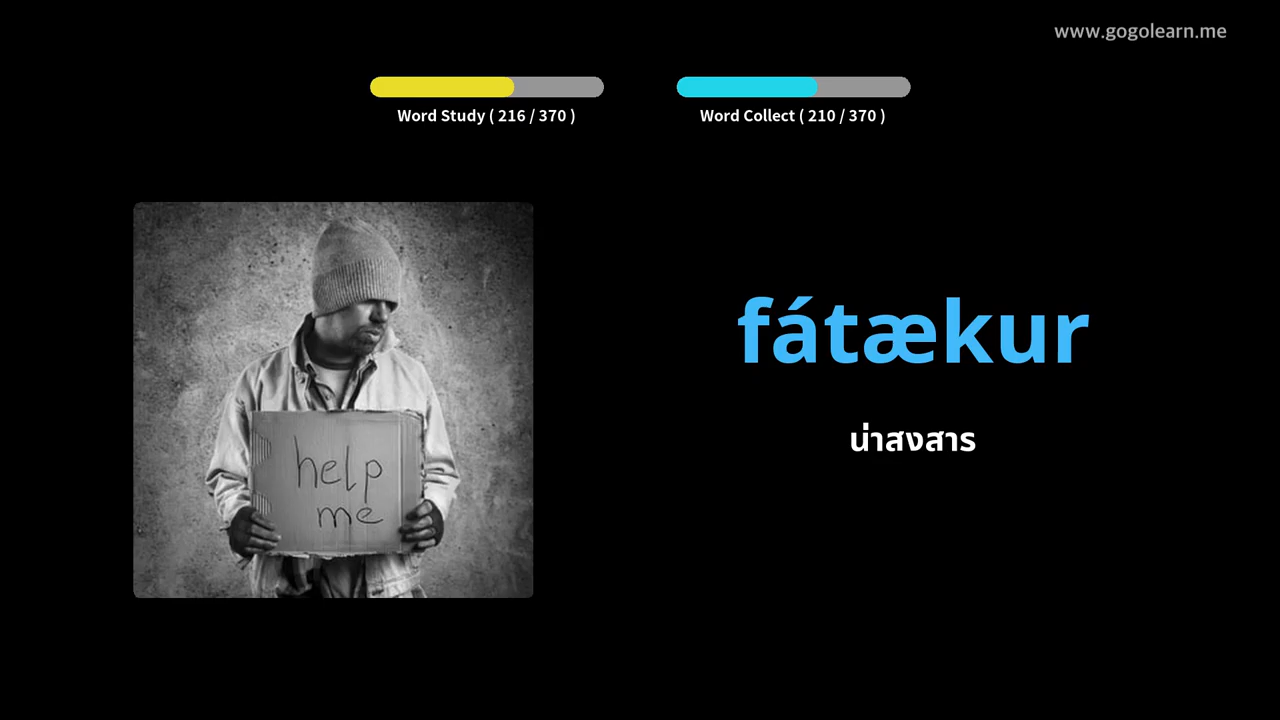 www.gogolearn.me
Word Study ( 216 / 370 )
Word Collect ( 210 / 370 )
help
me
fátækur
น่าสงสาร